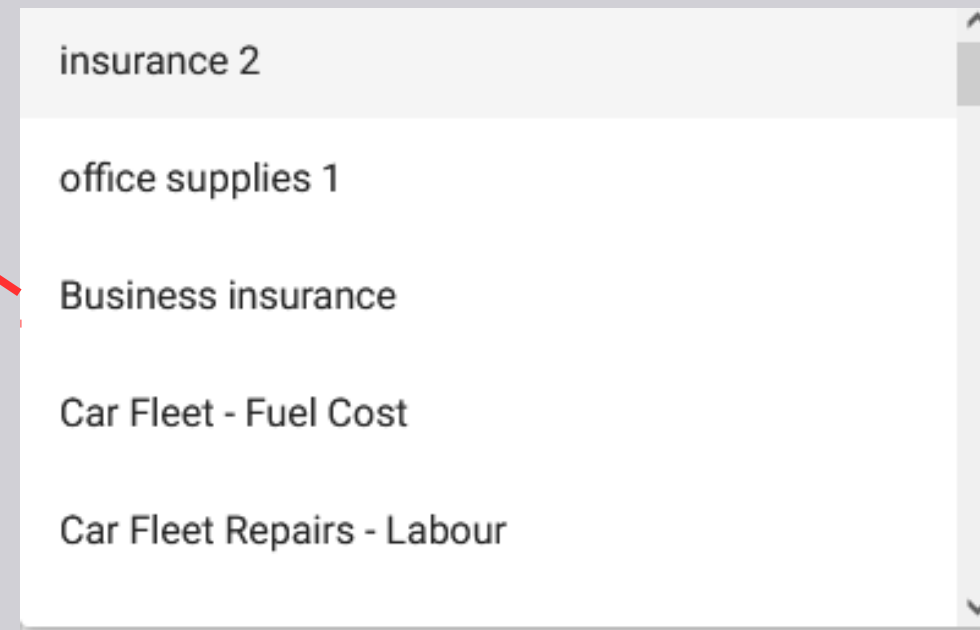 insurance 2
office supplies 1
Business insurance
Car Fleet - Fuel Cost
Car Fleet Repairs - Labour